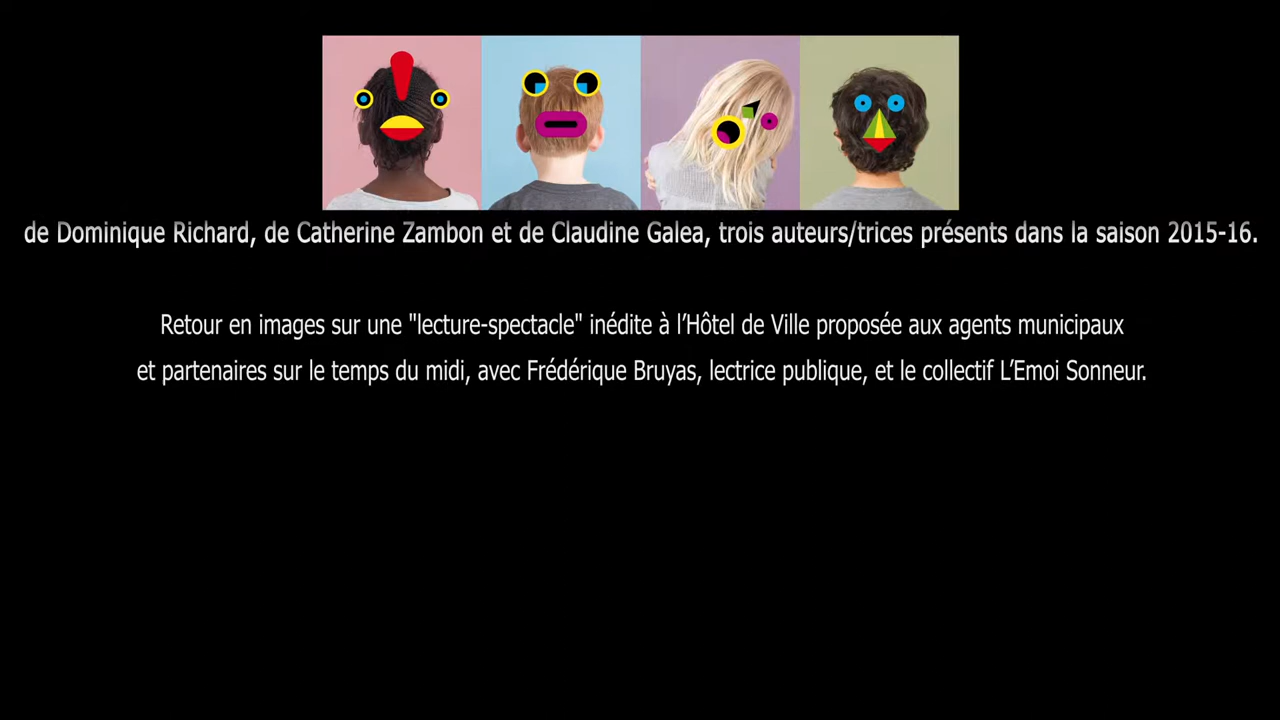 de Dominique Richard, de Catherine Zambon et de Claudine Galea, trois auteurs/trices présents dans la saison 2015-16.
Retour en images sur une "lecture-spectacle" inédite à l’Hôtel de Ville proposée aux agents municipaux
et partenaires sur le temps du midi, avec Frédérique Bruyas, lectrice publique, et le collectif L’Emoi Sonneur.